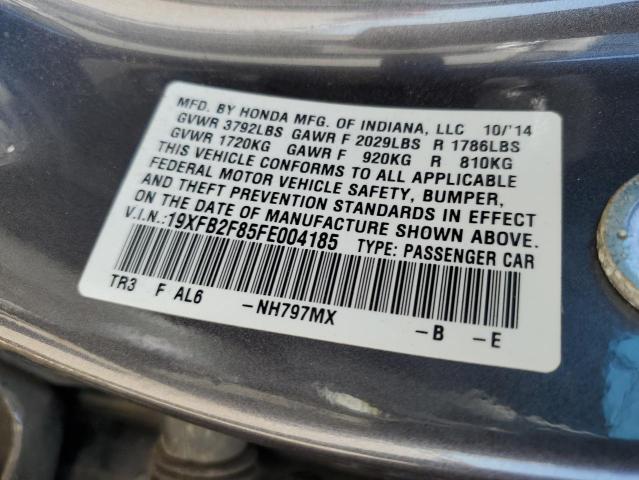 MFD. BY HONDA MFG. OF INDIANA, LLC 10/'14
GVWR 3792LBS GAWR F 2029LBS R 1786LBS
GVWR 1720KG GAWR F 920KG R 810KG
THIS VEHICLE CONFORMS TO ALL APPLICABLE
FEDERAL MOTOR VEHICLE SAFETY, BUMPER,
AND THEFT PREVENTION STANDARDS IN EFFECT
ON THE DATE OF MANUFACTURE SHOWN ABOVE.
V.I.N.:19XFB2F85FE004185 TYPE: PASSENGER CAR
TR3 F AL6 -NH797MX -B -E